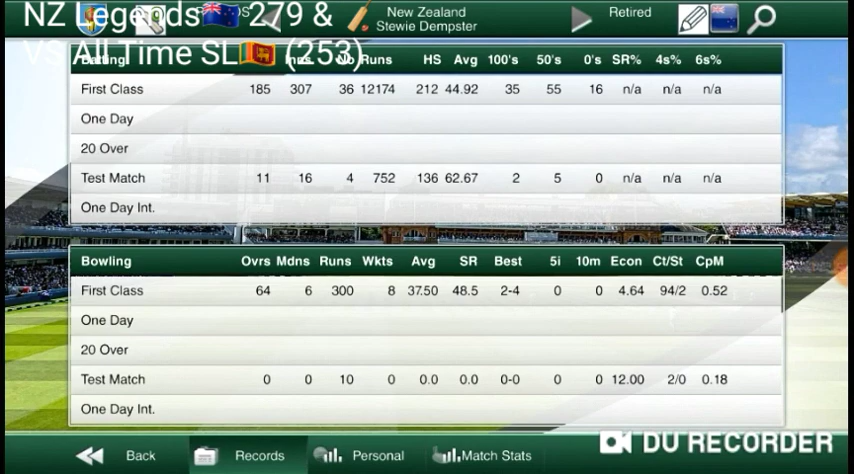 NZ Legends🇳🇿 279 &
VS All Time SL🇱🇰 (253)
New Zealand
Stewie Dempster
Retired
Batting Inns No Runs HS Avg 100's 50's 0's SR% 4s% 6s%
First Class 185 307 36 12174 212 44.92 35 55 16 n/a n/a n/a
One Day
20 Over
Test Match 11 16 4 752 136 62.67 2 5 0 n/a n/a n/a
One Day Int.
Bowling Ovrs Mdns Runs Wkts Avg SR Best 5i 10m Econ Ct/St CpM
First Class 64 6 300 8 37.50 48.5 2-4 0 0 4.64 94/2 0.52
One Day
20 Over
Test Match 0 0 10 0 0.0 0.0 0-0 0 0 12.00 2/0 0.18
One Day Int.
Back Records Personal Match Stats
DU RECORDER